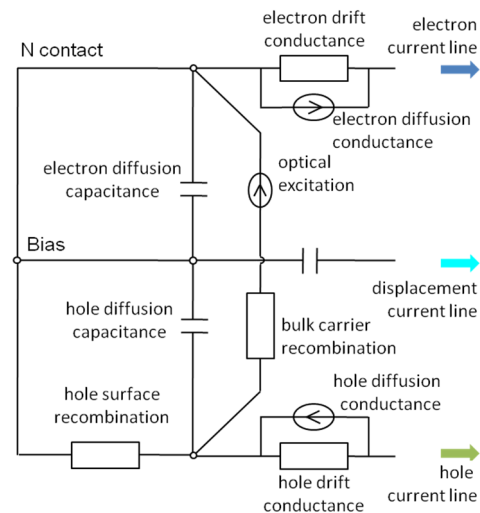 electron drift
conductance
electron
current line
N contact
electron diffusion
conductance
optical
excitation
electron diffusion
capacitance
Bias
displacement
current line
hole diffusion
capacitance
bulk carrier
recombination
hole surface
recombination
hole diffusion
conductance
hole drift
conductance
hole
current line